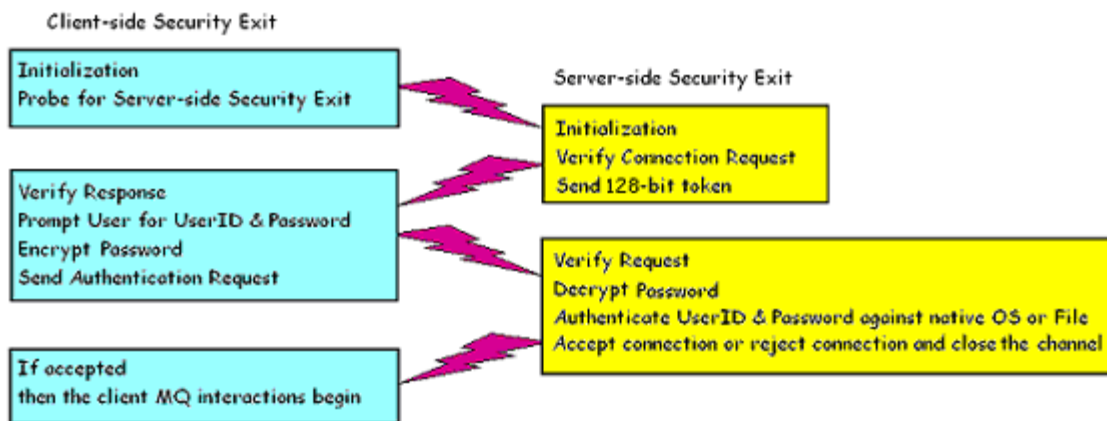 Client-side Security Exit
Initialization
Probe for Server-side Security Exit
Server-side Security Exit
Initialization
Verify Connection Request
Send 128-bit token
Verify Response
Prompt User for UserID & Password
Encrypt Password
Send Authentication Request
Verify Request
Decrypt Password
Authenticate UserID & Password against native OS or File
Accept connection or reject connection and close the channel
If accepted
then the client MQ interactions begin